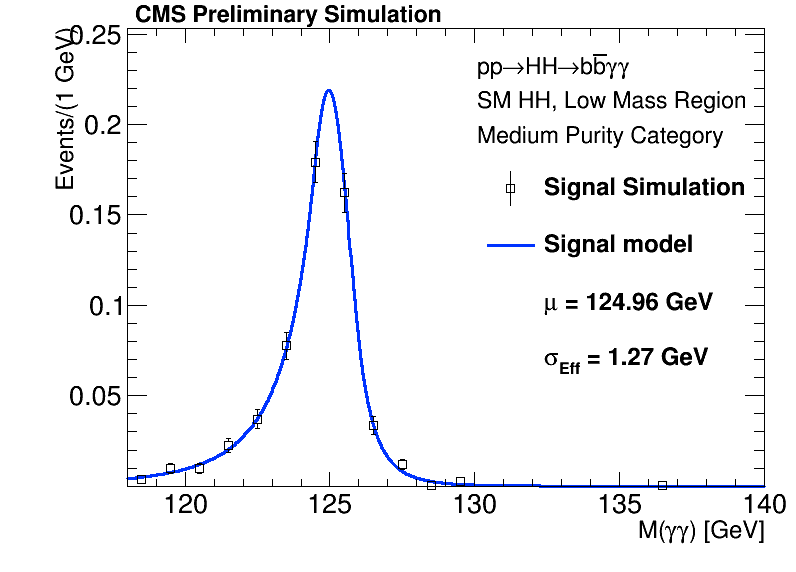 CMS Preliminary Simulation
Events/(1 GeV)
0.25
0.2
0.15
0.1
0.05
pp→HH→bb̅γγ
SM HH, Low Mass Region
Medium Purity Category
Signal Simulation
Signal model
μ = 124.96 GeV
σEff = 1.27 GeV
120 125 130 135 140
M(γγ) [GeV]